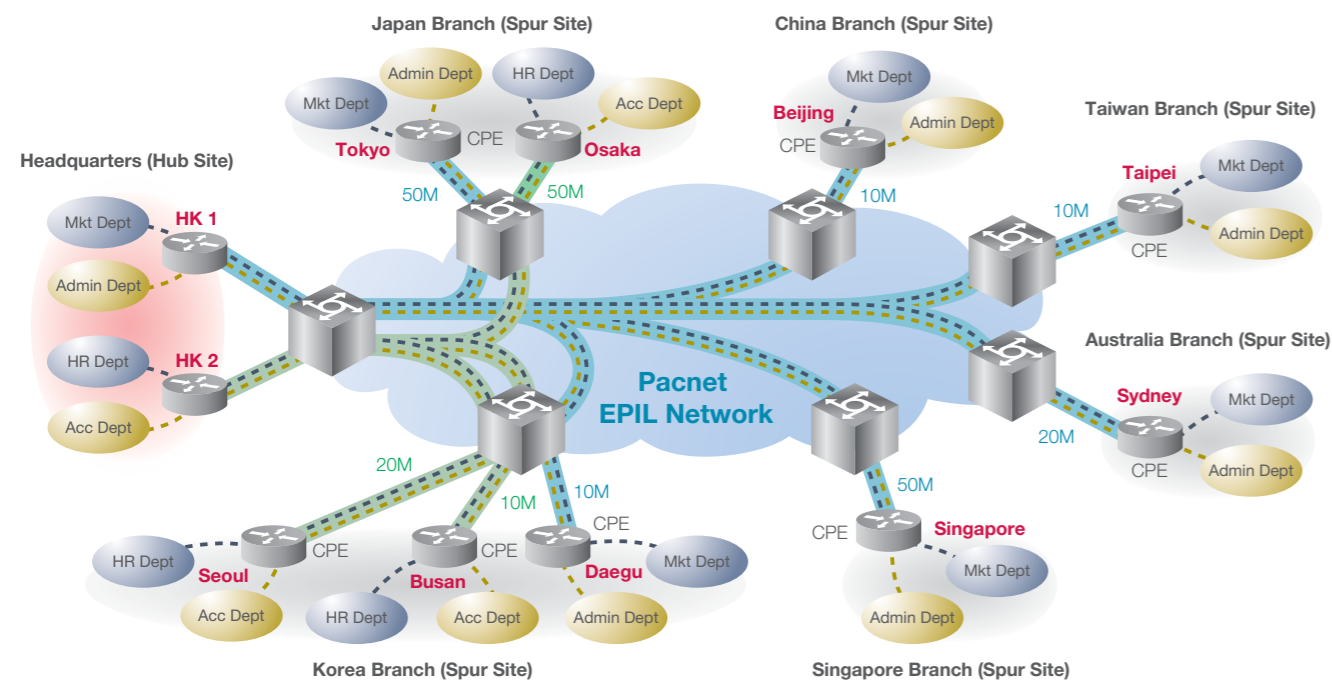 Japan Branch (Spur Site)
Mkt Dept
Admin Dept
HR Dept
Acc Dept
Tokyo
CPE
Osaka
50M
50M
China Branch (Spur Site)
Mkt Dept
Beijing
Admin Dept
CPE
10M
Taiwan Branch (Spur Site)
Mkt Dept
Taipei
10M
Admin Dept
CPE
Headquarters (Hub Site)
Mkt Dept
HK 1
Admin Dept
HR Dept
HK 2
Acc Dept
Pacnet
EPIL Network
Australia Branch (Spur Site)
Mkt Dept
Sydney
20M
CPE
Admin Dept
20M
10M
10M
CPE
HR Dept
CPE
CPE
Mkt Dept
Seoul
Busan
Daegu
Acc Dept
HR Dept
Acc Dept
Admin Dept
Korea Branch (Spur Site)
50M
CPE
Singapore
Mkt Dept
Admin Dept
Singapore Branch (Spur Site)